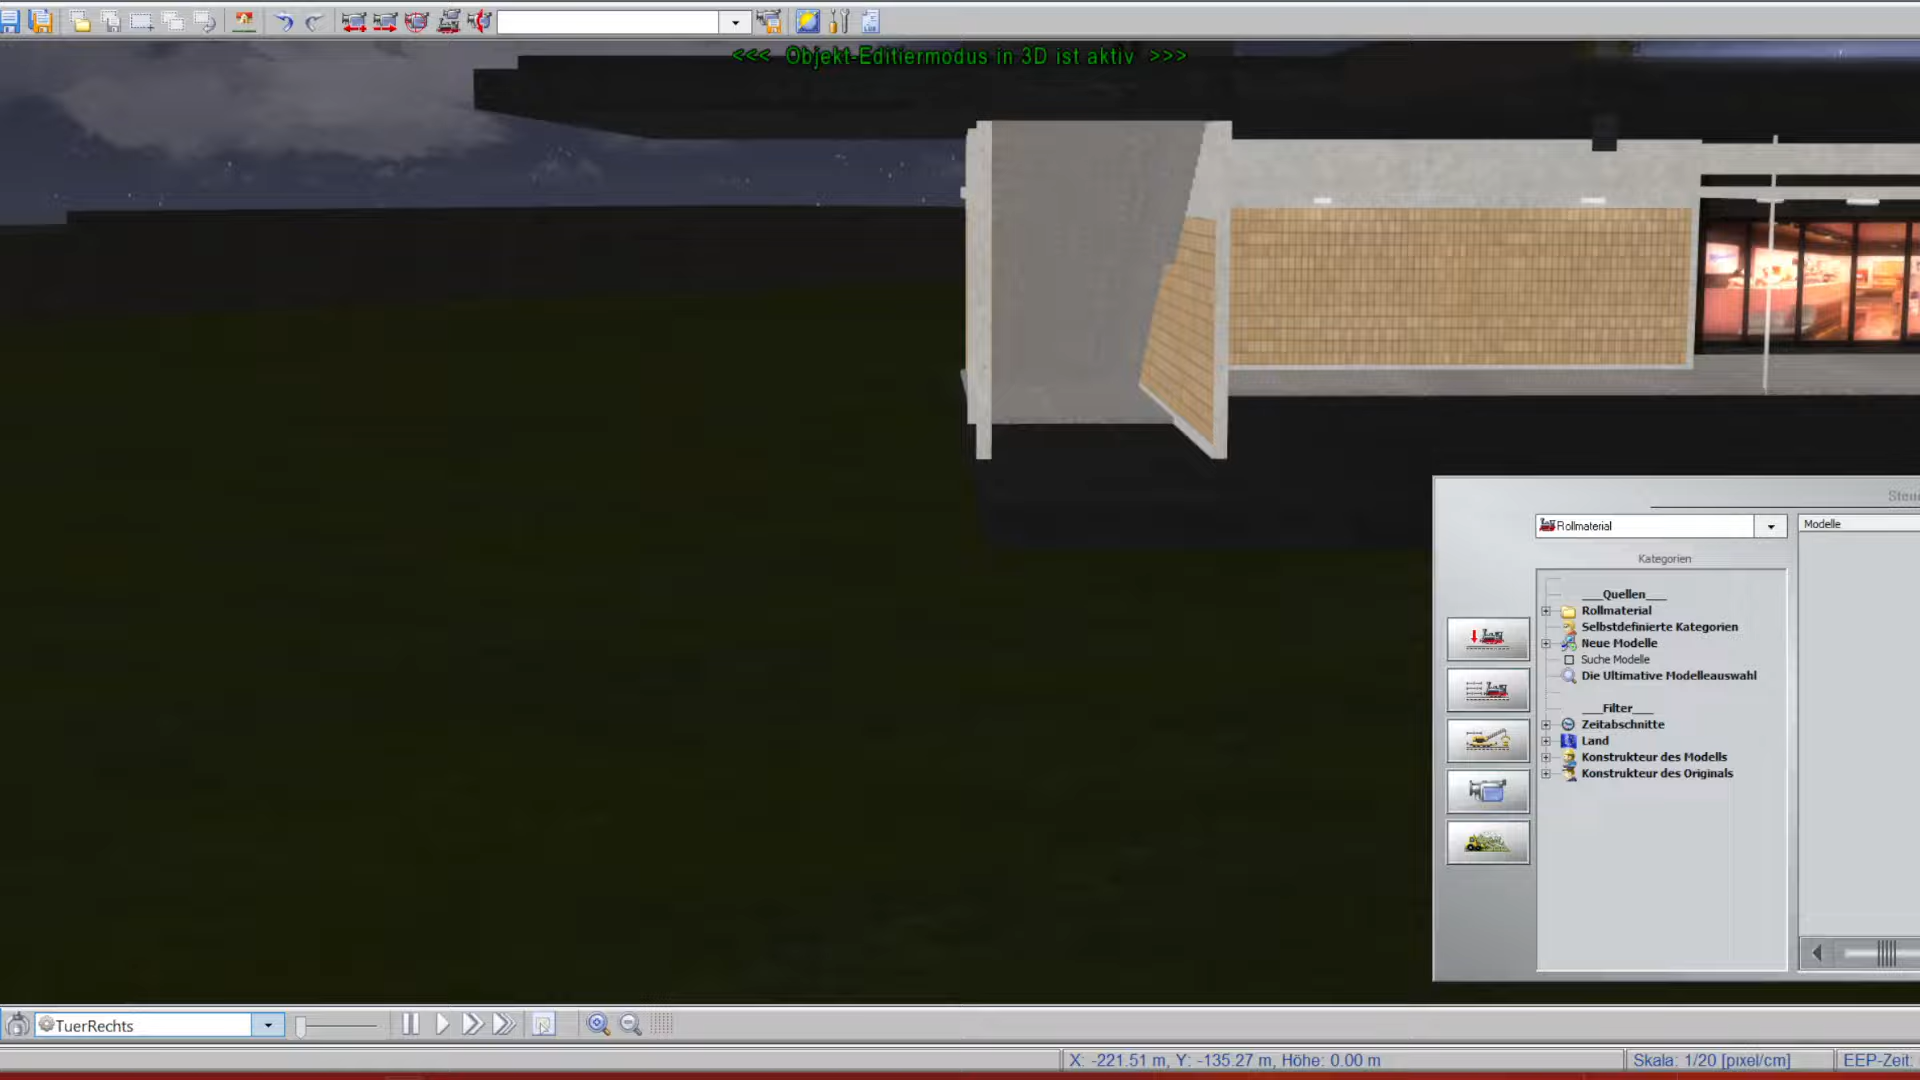 <<< Objekt-Editiermodus in 3D ist aktiv >>>
Rollmaterial
Modelle
Kategorien
___Quellen___
Rollmaterial
Selbstdefinierte Kategorien
Neue Modelle
Suche Modelle
Die Ultimative Modelleauswahl
___Filter___
Zeitabschnitte
Land
Konstrukteur des Modells
Konstrukteur des Originals
TuerRechts
X: -221.51 m, Y: -135.27 m, Höhe: 0.00 m
Skala: 1/20 [pixel/cm]
EEP-Zeit: